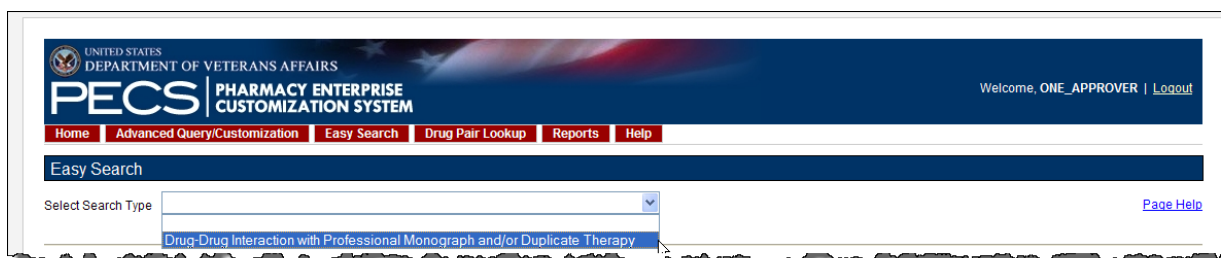 UNITED STATES
DEPARTMENT OF VETERANS AFFAIRS
PECS PHARMACY ENTERPRISE
CUSTOMIZATION SYSTEM
Welcome, ONE_APPROVER | Logout
Home Advanced Query/Customization Easy Search Drug Pair Lookup Reports Help
Easy Search
Select Search Type
Page Help
Drug-Drug Interaction with Professional Monograph and/or Duplicate Therapy